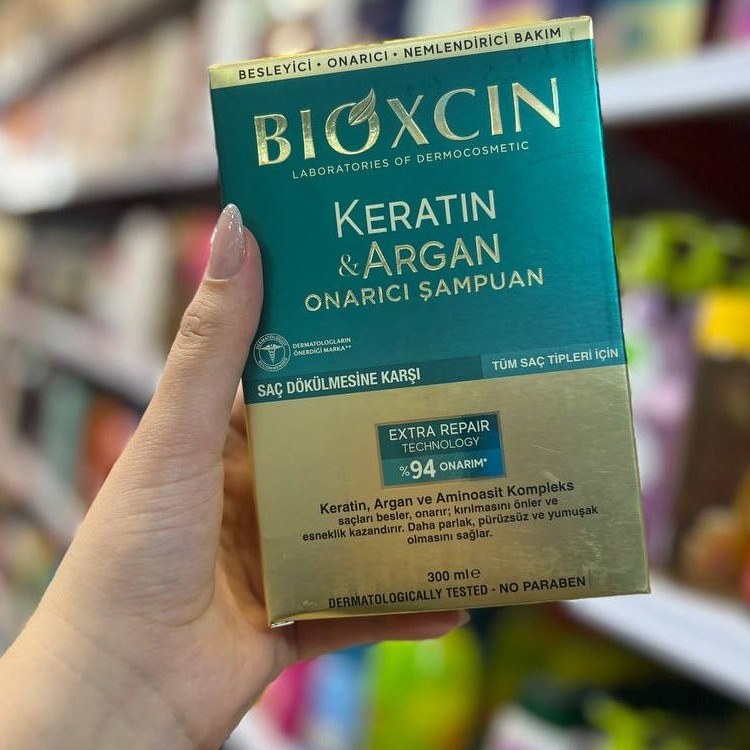 BESLEYİCİ • ONARICI • NEMLENDİRİCİ BAKIM
BIOXCIN
LABORATORIES OF DERMOCOSMETIC
KERATIN
& ARGAN
ONARICI ŞAMPUAN
DERMATOLOGLARIN
ÖNERDİĞİ MARKA**
SAÇ DÖKÜLMESİNE KARŞI
TÜM SAÇ TİPLERİ İÇİN
EXTRA REPAIR
TECHNOLOGY
%94 ONARIM*
Keratin, Argan ve Aminoasit Kompleks
saçları besler, onarır; kırılmasını önler ve
esneklik kazandırır. Daha parlak, pürüzsüz ve yumuşak
olmasını sağlar.
300 ml e
DERMATOLOGICALLY TESTED - NO PARABEN